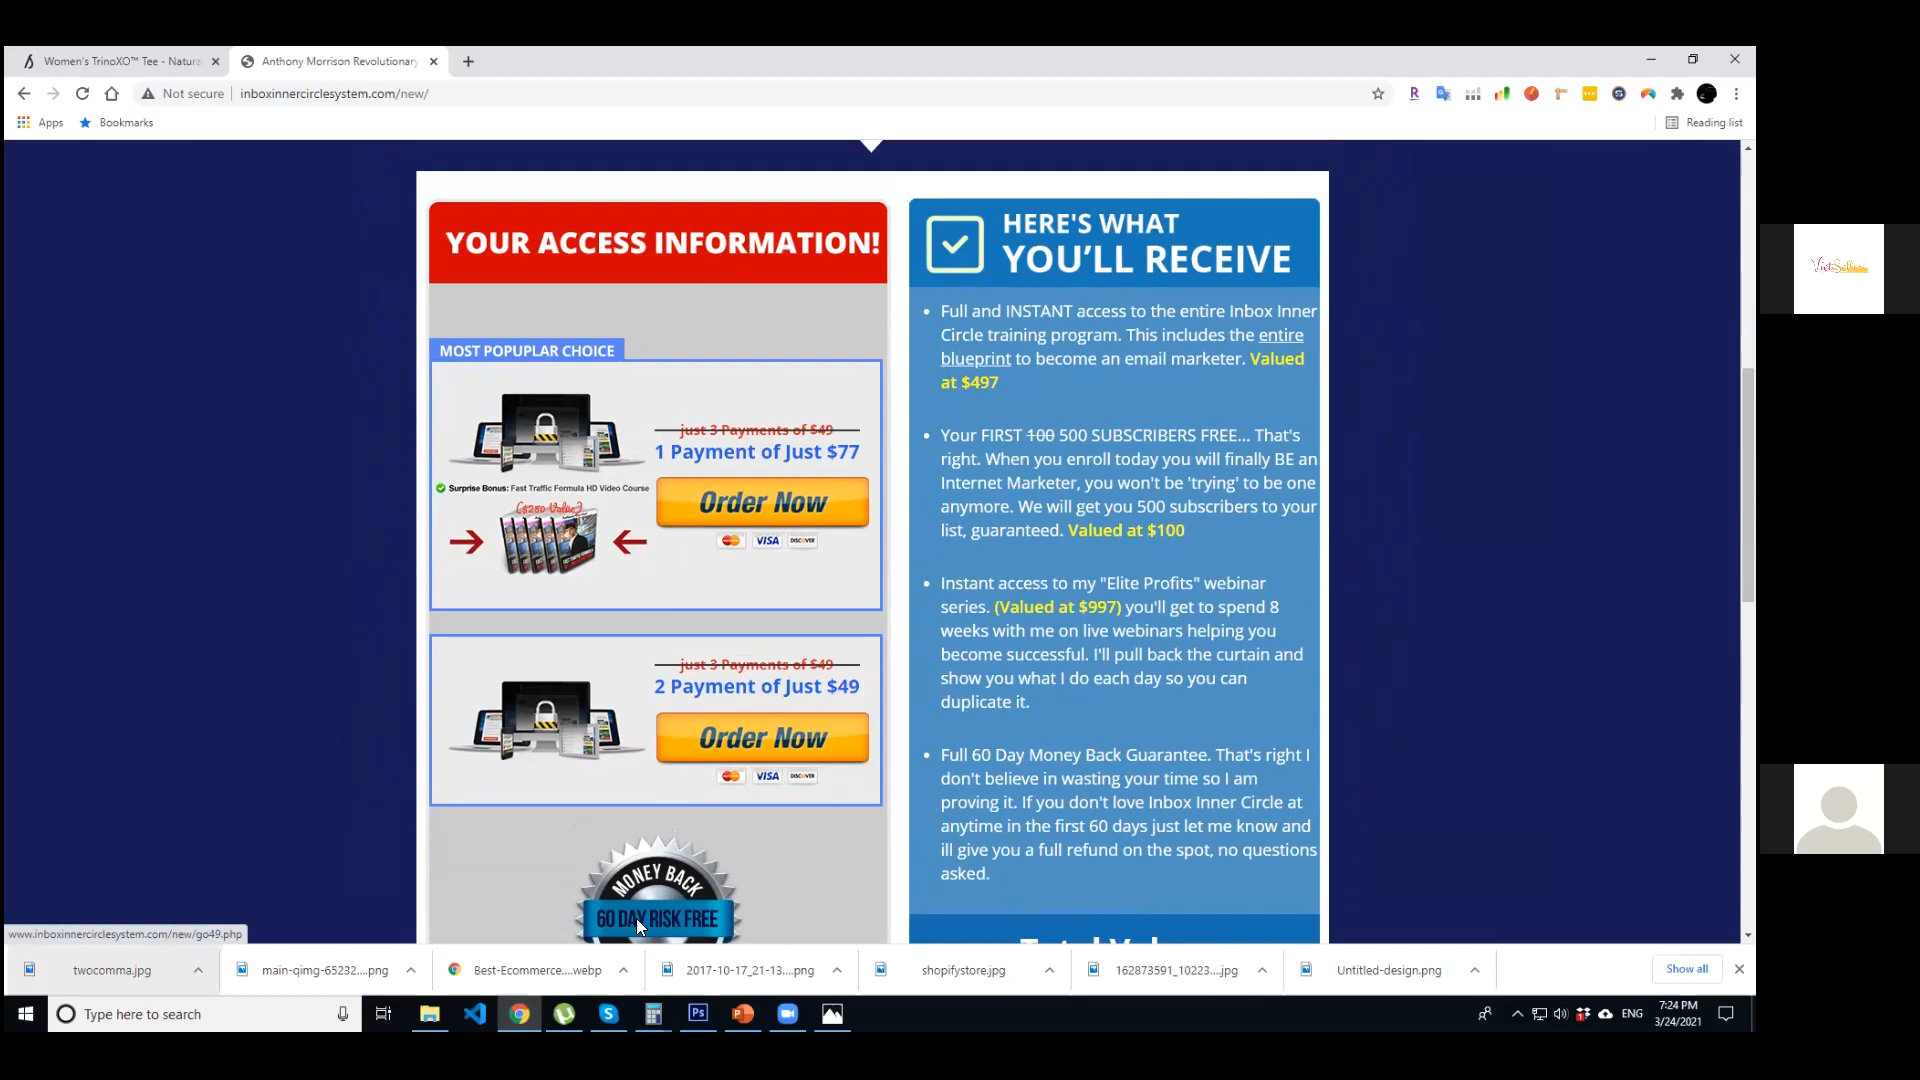 Women's TrinoXO™ Tee - Natura
Anthony Morrison Revolutionary
Not secure
inboxinnercirclesystem.com/new/
Apps
Bookmarks
Reading list
YOUR ACCESS INFORMATION!
MOST POPUPLAR CHOICE
just 3 Payments of $49
1 Payment of Just $77
Surprise Bonus: Fast Traffic Formula HD Video Course
($250 Value)
Order Now
VISA
DISCOVER
just 3 Payments of $49
2 Payment of Just $49
Order Now
VISA
DISCOVER
MONEY BACK
60 DAY RISK FREE
HERE'S WHAT
YOU'LL RECEIVE
Full and INSTANT access to the entire Inbox Inner
Circle training program. This includes the entire
blueprint to become an email marketer. Valued
at $497
Your FIRST 100 500 SUBSCRIBERS FREE... That's
right. When you enroll today you will finally BE an
Internet Marketer, you won't be 'trying' to be one
anymore. We will get you 500 subscribers to your
list, guaranteed. Valued at $100
Instant access to my "Elite Profits" webinar
series. (Valued at $997) you'll get to spend 8
weeks with me on live webinars helping you
become successful. I'll pull back the curtain and
show you what I do each day so you can
duplicate it.
Full 60 Day Money Back Guarantee. That's right I
don't believe in wasting your time so I am
proving it. If you don't love Inbox Inner Circle at
anytime in the first 60 days just let me know and
ill give you a full refund on the spot, no questions
asked.
www.inboxinnercirclesystem.com/new/go49.php
twocomma.jpg
main-qimg-65232....png
Best-Ecommerce....webp
2017-10-17_21-13....png
shopifystore.jpg
162873591_10223....jpg
Untitled-design.png
Show all
Type here to search
ENG
7:24 PM
3/24/2021